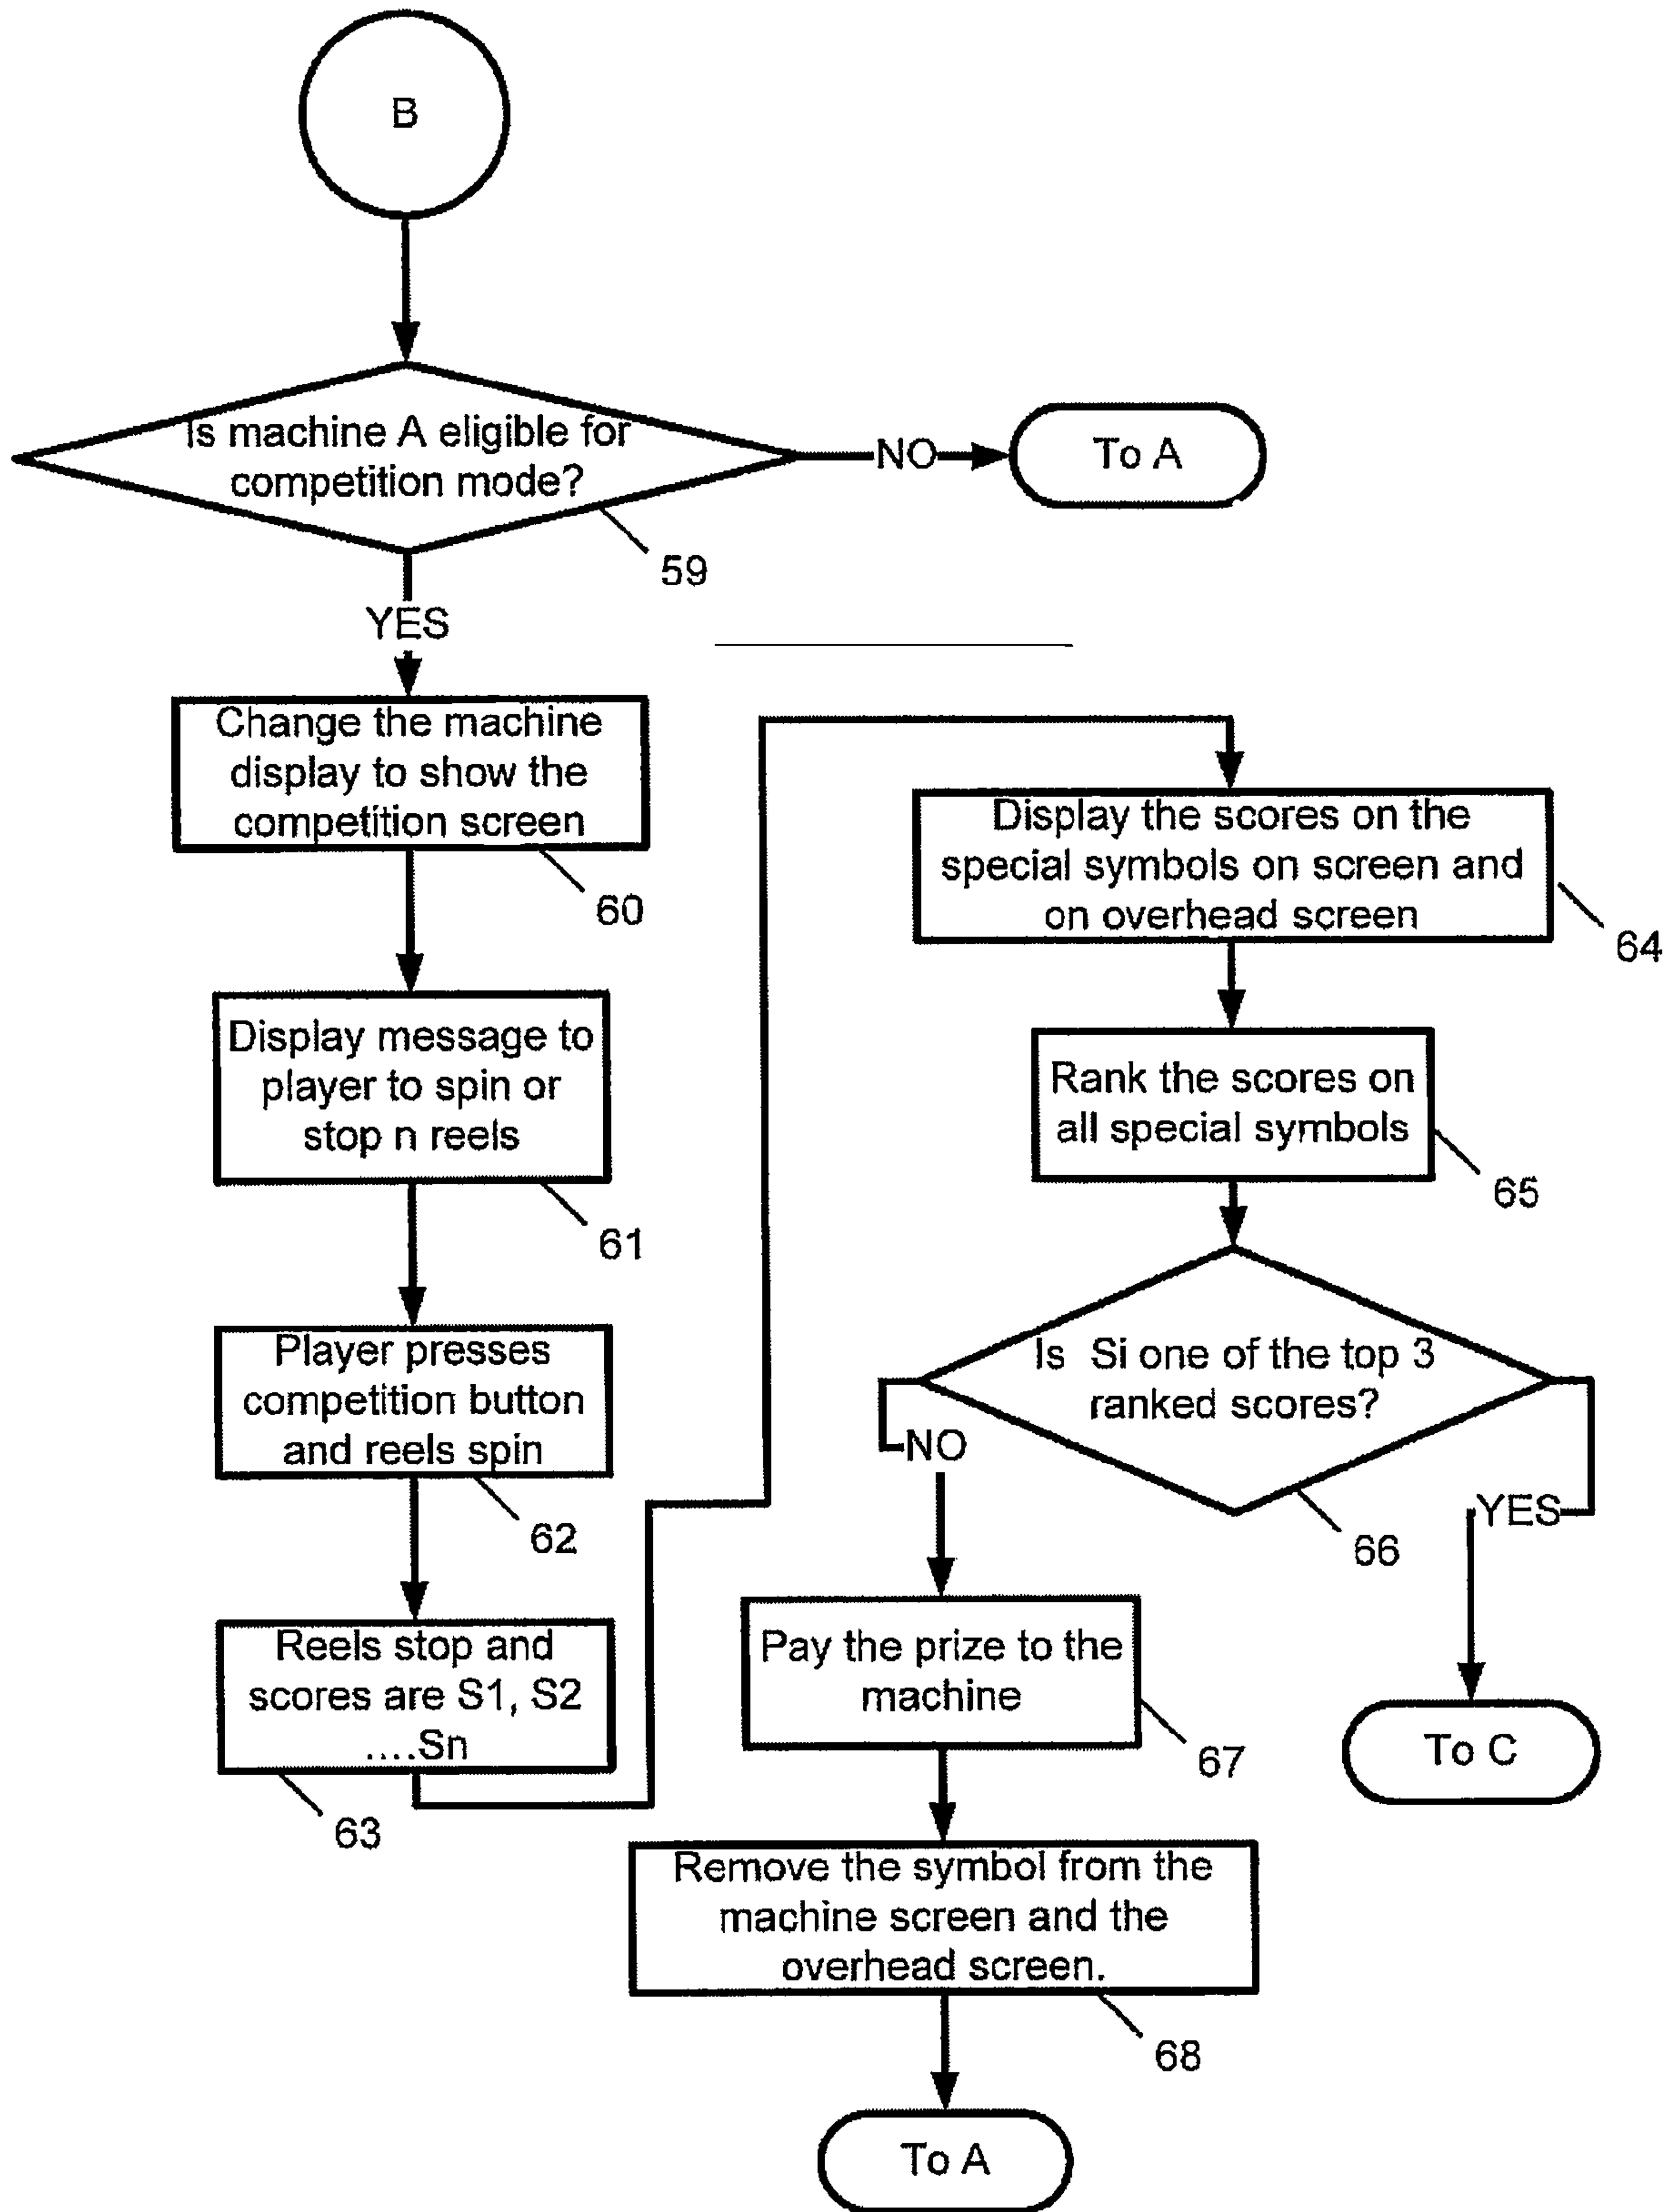 B
Is machine A eligible for
competition mode?
NO
To A
59
YES
Change the machine
display to show the
competition screen
60
Display message to
player to spin or
stop n reels
61
Player presses
competition button
and reels spin
62
Reels stop and
scores are S1, S2
....Sn
63
Display the scores on the
special symbols on screen and
on overhead screen
64
Rank the scores on
all special symbols
65
Is Si one of the top 3
ranked scores?
66
NO
YES
Pay the prize to the
machine
67
To C
Remove the symbol from the
machine screen and the
overhead screen.
68
To A